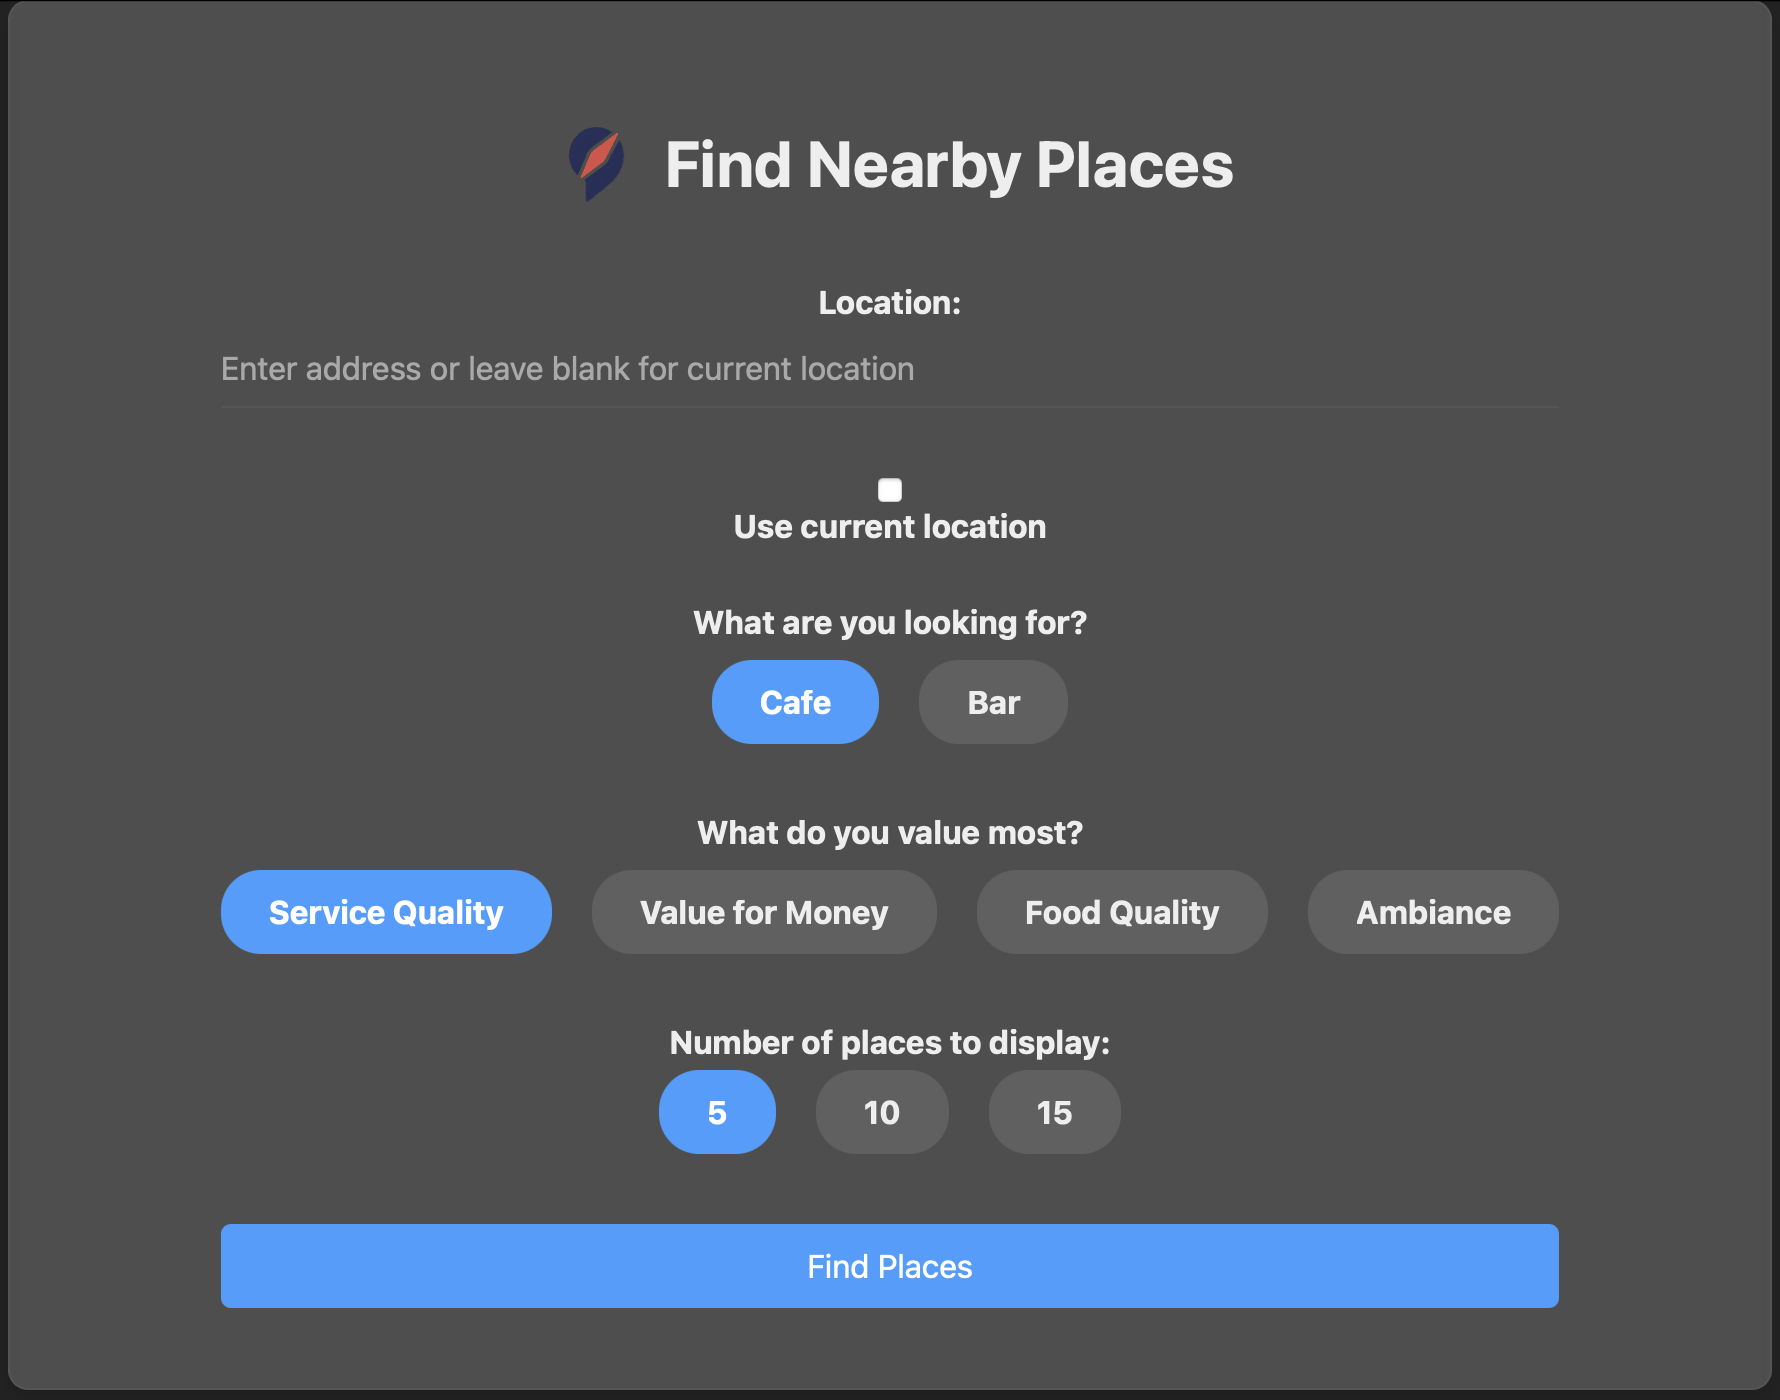 Find Nearby Places
Location:
Enter address or leave blank for current location
Use current location
What are you looking for?
Cafe Bar
What do you value most?
Service Quality Value for Money Food Quality Ambiance
Number of places to display:
5 10 15
Find Places